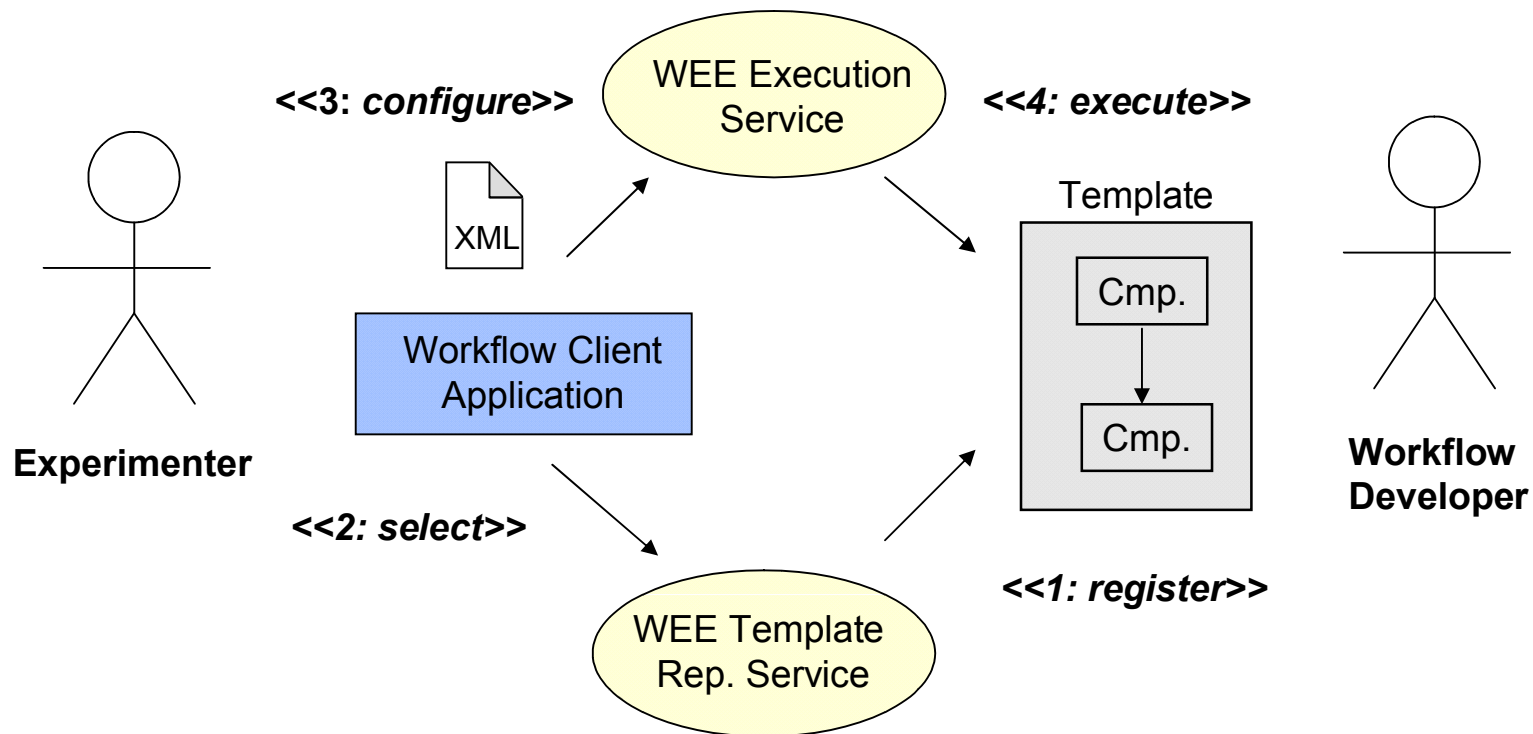 WEE Execution
Service
<<3: configure>>
<<4: execute>>
XML
Template
Cmp.
Cmp.
Workflow Client
Application
Experimenter
Workflow
Developer
<<2: select>>
<<1: register>>
WEE Template
Rep. Service